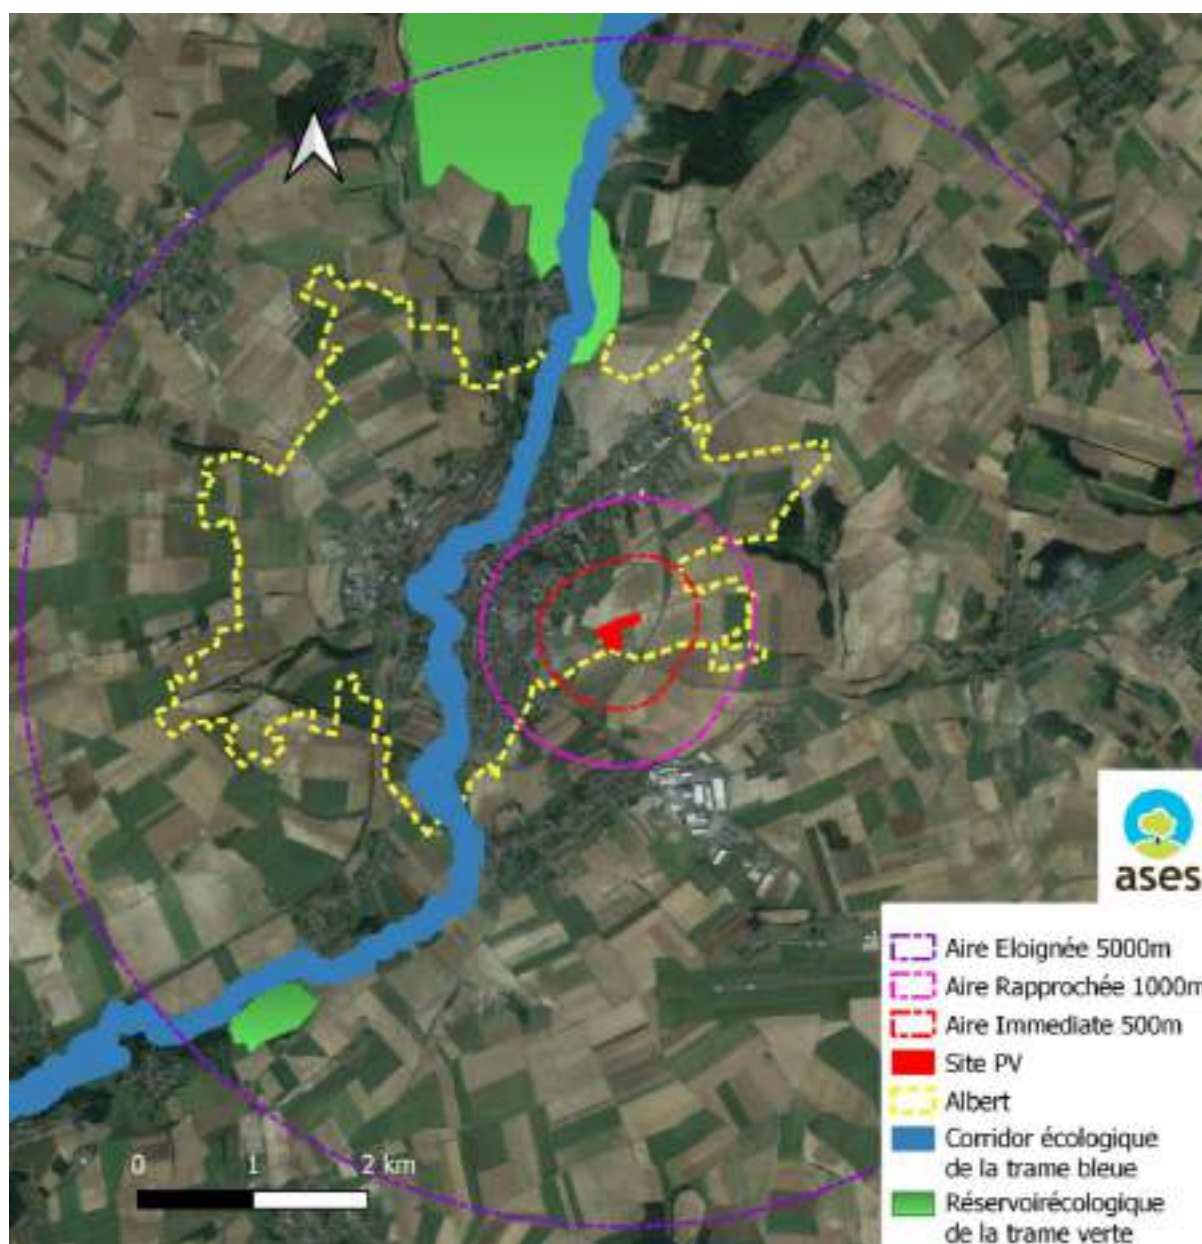 ases
Aire Eloignée 5000m
Aire Rapprochée 1000m
Aire Immediate 500m
Site PV
Albert
Corridor écologique
de la trame bleue
Réservoirécologique
de la trame verte
0 1 2 km